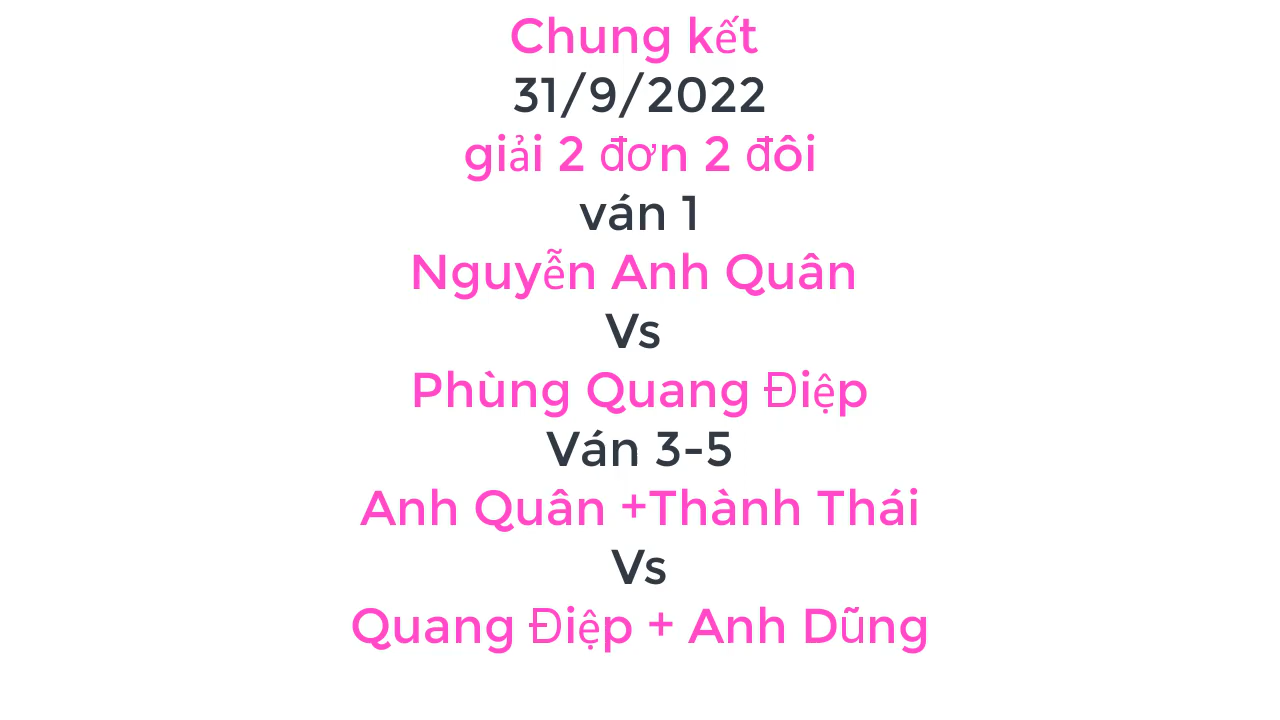 Chung kết
31/9/2022
giải 2 đơn 2 đôi
ván 1
Nguyễn Anh Quân
Vs
Phùng Quang Điệp
Ván 3-5
Anh Quân +Thành Thái
Vs
Quang Điệp + Anh Dũng